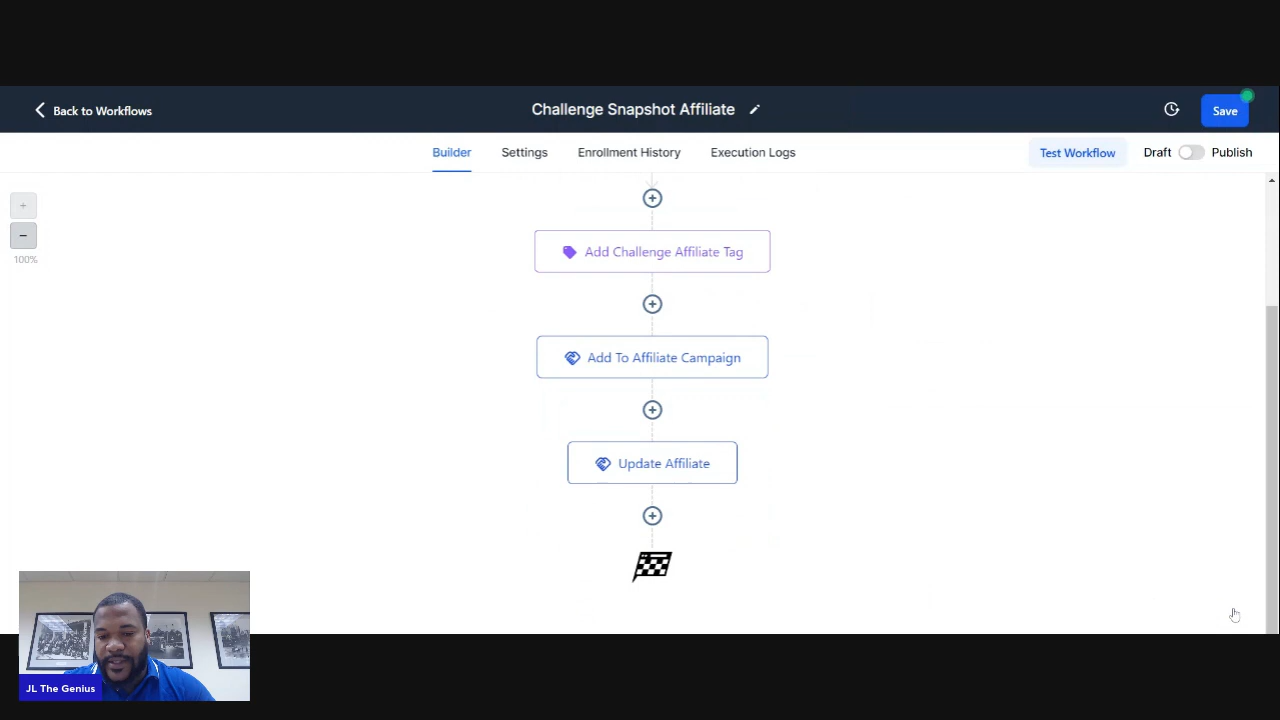 Back to Workflows
Challenge Snapshot Affiliate
Save
Builder
Settings
Enrollment History
Execution Logs
Test Workflow
Draft
Publish
100%
Add Challenge Affiliate Tag
Add To Affiliate Campaign
Update Affiliate
JL The Genius